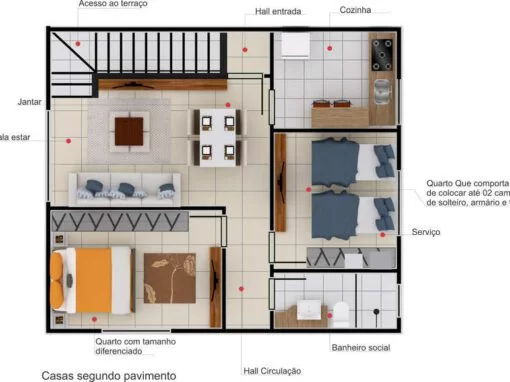 Acesso ao terraço
Hall entrada
Cozinha
Jantar
ala estar
Quarto Que comporta
de colocar até 02 cam
de solteiro, armário e
Serviço
Quarto com tamanho
diferenciado
Banheiro social
Hall Circulação
Casas segundo pavimento